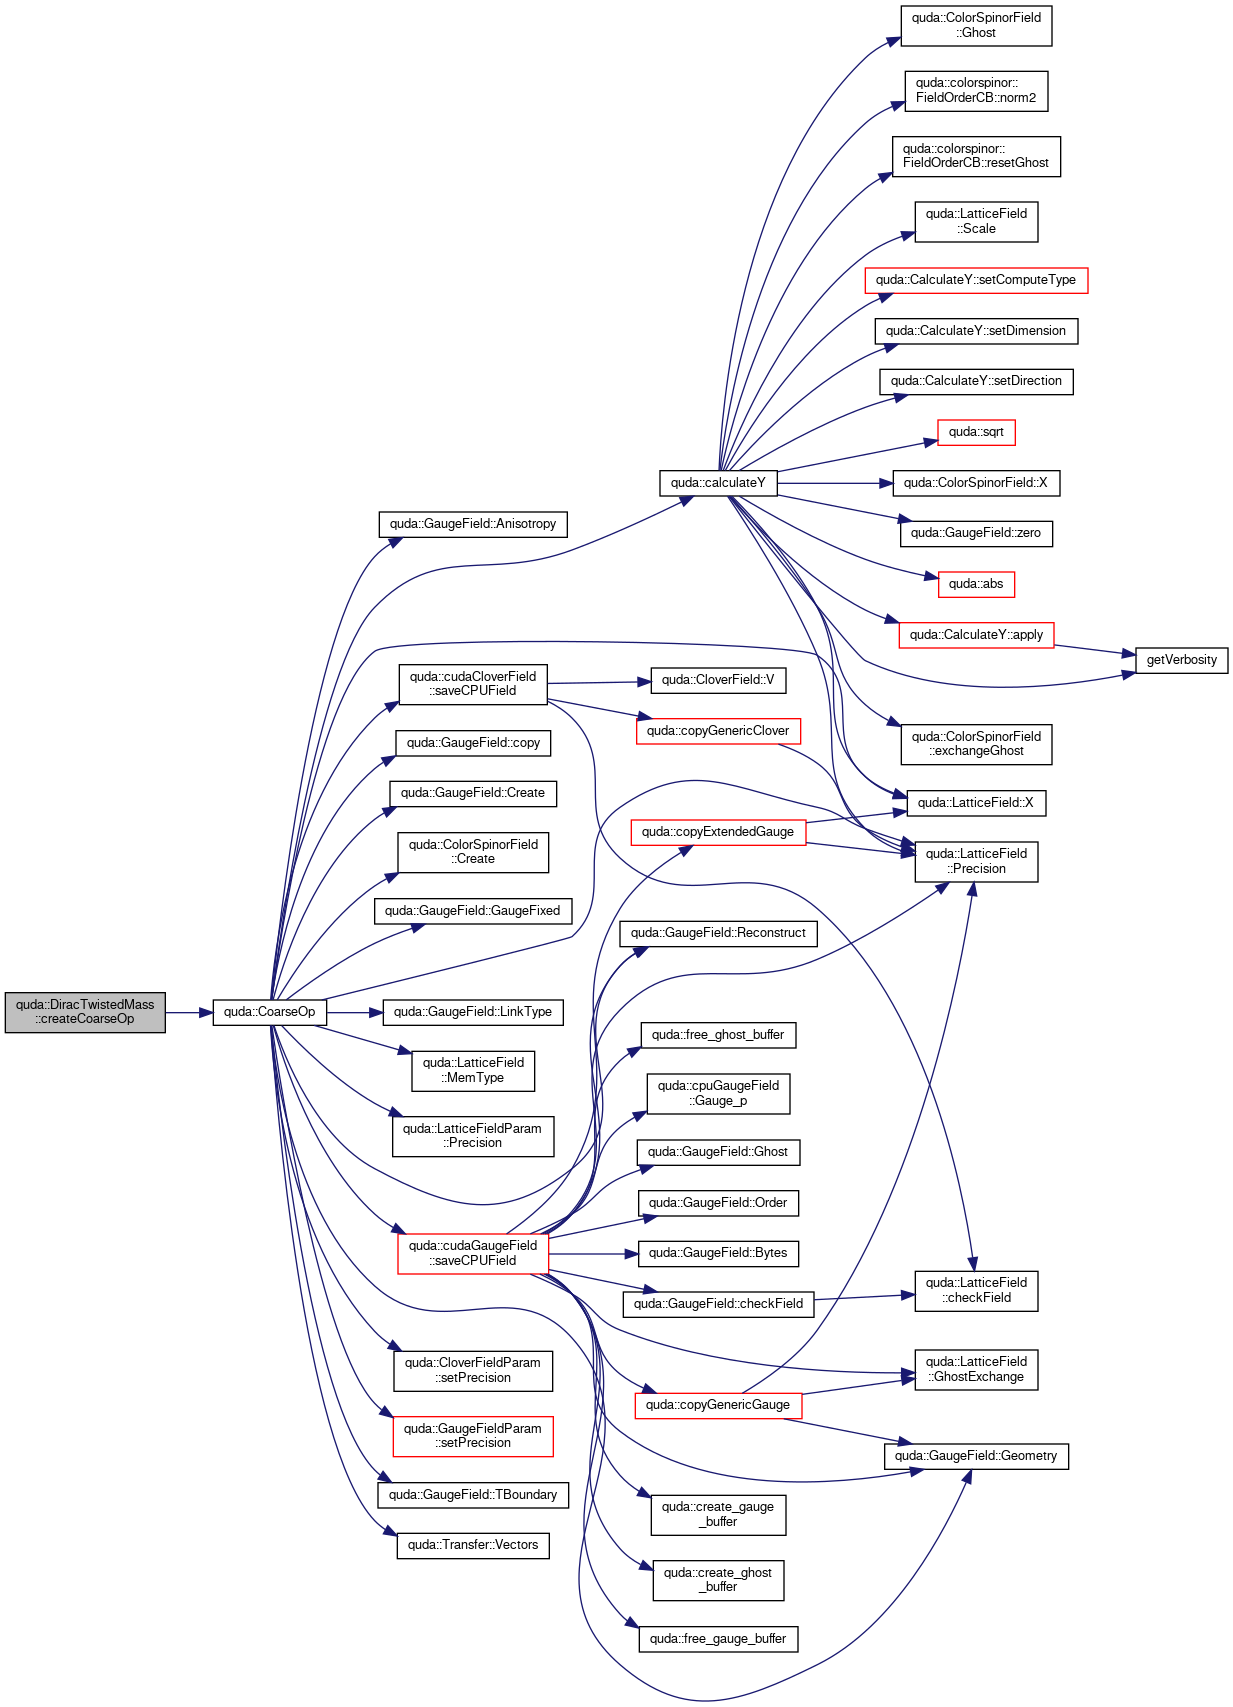 quda::ColorSpinorField
::Ghost
quda::colorspinor::
FieldOrderCB::norm2
quda::colorspinor::
FieldOrderCB::resetGhost
quda::LatticeField
::Scale
quda::CalculateY::setComputeType
quda::CalculateY::setDimension
quda::CalculateY::setDirection
quda::sqrt
quda::calculateY
quda::ColorSpinorField::X
quda::GaugeField::Anisotropy
quda::GaugeField::zero
quda::abs
quda::CalculateY::apply
getVerbosity
quda::cudaCloverField
::saveCPUField
quda::CloverField::V
quda::copyGenericClover
quda::GaugeField::copy
quda::ColorSpinorField
::exchangeGhost
quda::GaugeField::Create
quda::LatticeField::X
quda::copyExtendedGauge
quda::ColorSpinorField
::Create
quda::LatticeField
::Precision
quda::GaugeField::GaugeFixed
quda::GaugeField::Reconstruct
quda::DiracTwistedMass
::createCoarseOp
quda::CoarseOp
quda::GaugeField::LinkType
quda::free_ghost_buffer
quda::LatticeField
::MemType
quda::cpuGaugeField
::Gauge_p
quda::LatticeFieldParam
::Precision
quda::GaugeField::Ghost
quda::GaugeField::Order
quda::cudaGaugeField
::saveCPUField
quda::GaugeField::Bytes
quda::GaugeField::checkField
quda::LatticeField
::checkField
quda::CloverFieldParam
::setPrecision
quda::LatticeField
::GhostExchange
quda::copyGenericGauge
quda::GaugeFieldParam
::setPrecision
quda::GaugeField::Geometry
quda::GaugeField::TBoundary
quda::create_gauge
_buffer
quda::Transfer::Vectors
quda::create_ghost
_buffer
quda::free_gauge_buffer